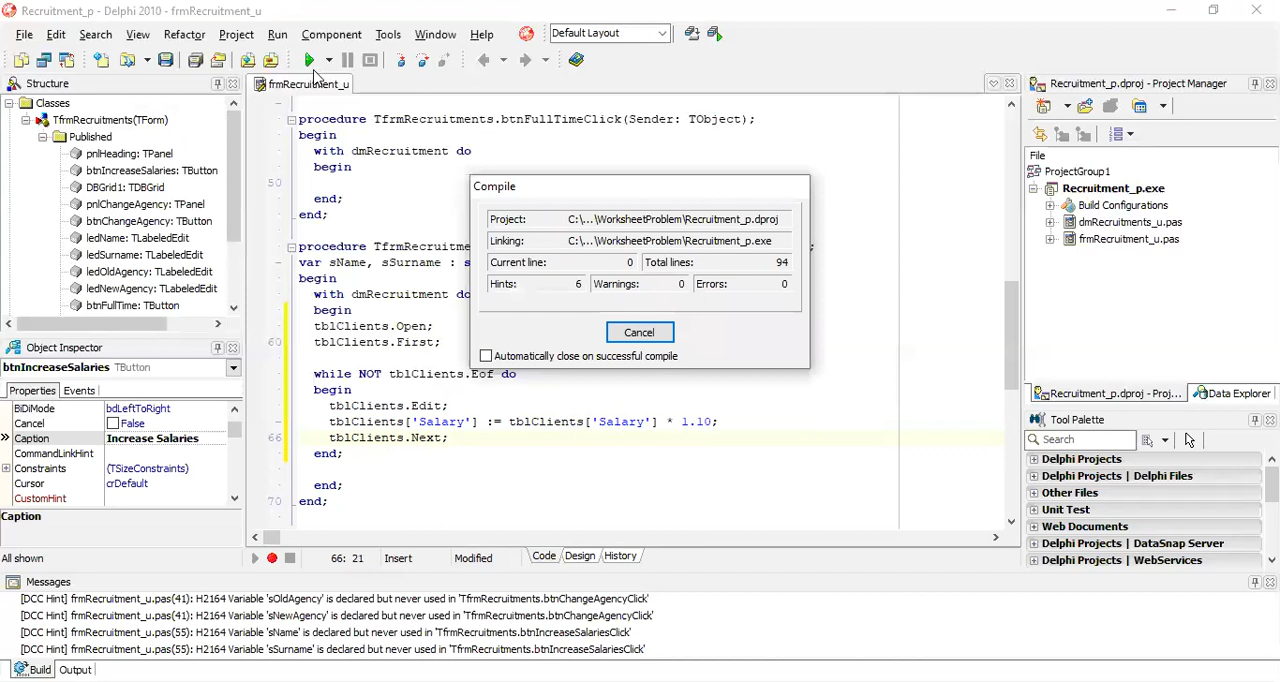 Recruitment_p - Delphi 2010 - frmRecruitment_u
File Edit Search View Refactor Project Run Component Tools Window Help Default Layout
Structure
Classes
TfrmRecruitments(TForm)
Published
pnlHeading: TPanel
btnIncreaseSalaries: TButton
DBGrid1: TDBGrid
pnlChangeAgency: TPanel
btnChangeAgency: TButton
ledName: TLabeledEdit
ledSurname: TLabeledEdit
ledOldAgency: TLabeledEdit
ledNewAgency: TLabeledEdit
btnFullTime: TButton
Object Inspector
btnIncreaseSalaries TButton
Properties Events
BiDiMode bdLeftToRight
Cancel False
Caption Increase Salaries
CommandLinkHint
Constraints (TSizeConstraints)
Cursor crDefault
CustomHint
Caption
All shown
frmRecruitment_u
procedure TfrmRecruitments.btnFullTimeClick(Sender: TObject);
begin
with dmRecruitment do
begin
50
end;
end;
procedure TfrmRecruitme
var sName, sSurname : s
begin
with dmRecruitment do
begin
tblClients.Open;
60 tblClients.First;
while NOT tblClients.Eof do
begin
tblClients.Edit;
tblClients['Salary'] := tblClients['Salary'] * 1.10;
66 tblClients.Next;
end;
end;
70 end;
66: 21 Insert Modified Code Design History
Compile
Project: C:\...\WorksheetProblem\Recruitment_p.dproj
Linking: C:\...\WorksheetProblem\Recruitment_p.exe
Current line: 0 Total lines: 94
Hints: 6 Warnings: 0 Errors: 0
Cancel
Automatically close on successful compile
Recruitment_p.dproj - Project Manager
File
ProjectGroup1
Recruitment_p.exe
Build Configurations
dmRecruitments_u.pas
frmRecruitment_u.pas
Recruitment_p.dproj - Proj... Data Explorer
Tool Palette
Search
Delphi Projects
Delphi Projects | Delphi Files
Other Files
Unit Test
Web Documents
Delphi Projects | DataSnap Server
Delphi Projects | WebServices
Messages
[DCC Hint] frmRecruitment_u.pas(41): H2164 Variable 'sOldAgency' is declared but never used in 'TfrmRecruitments.btnChangeAgencyClick'
[DCC Hint] frmRecruitment_u.pas(41): H2164 Variable 'sNewAgency' is declared but never used in 'TfrmRecruitments.btnChangeAgencyClick'
[DCC Hint] frmRecruitment_u.pas(55): H2164 Variable 'sName' is declared but never used in 'TfrmRecruitments.btnIncreaseSalariesClick'
[DCC Hint] frmRecruitment_u.pas(55): H2164 Variable 'sSurname' is declared but never used in 'TfrmRecruitments.btnIncreaseSalariesClick'
Build Output